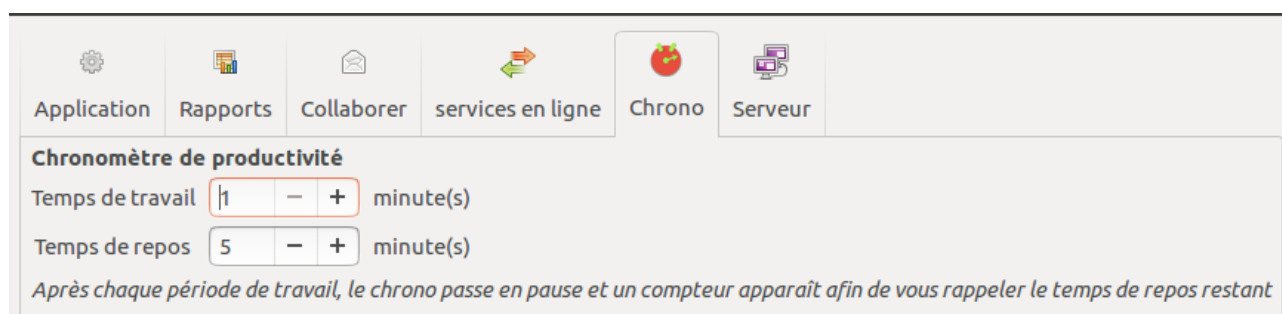 Application Rapports Collaborer services en ligne Chrono Serveur
Chronomètre de productivité
Temps de travail 1 − + minute(s)
Temps de repos 5 − + minute(s)
Après chaque période de travail, le chrono passe en pause et un compteur apparaît afin de vous rappeler le temps de repos restant